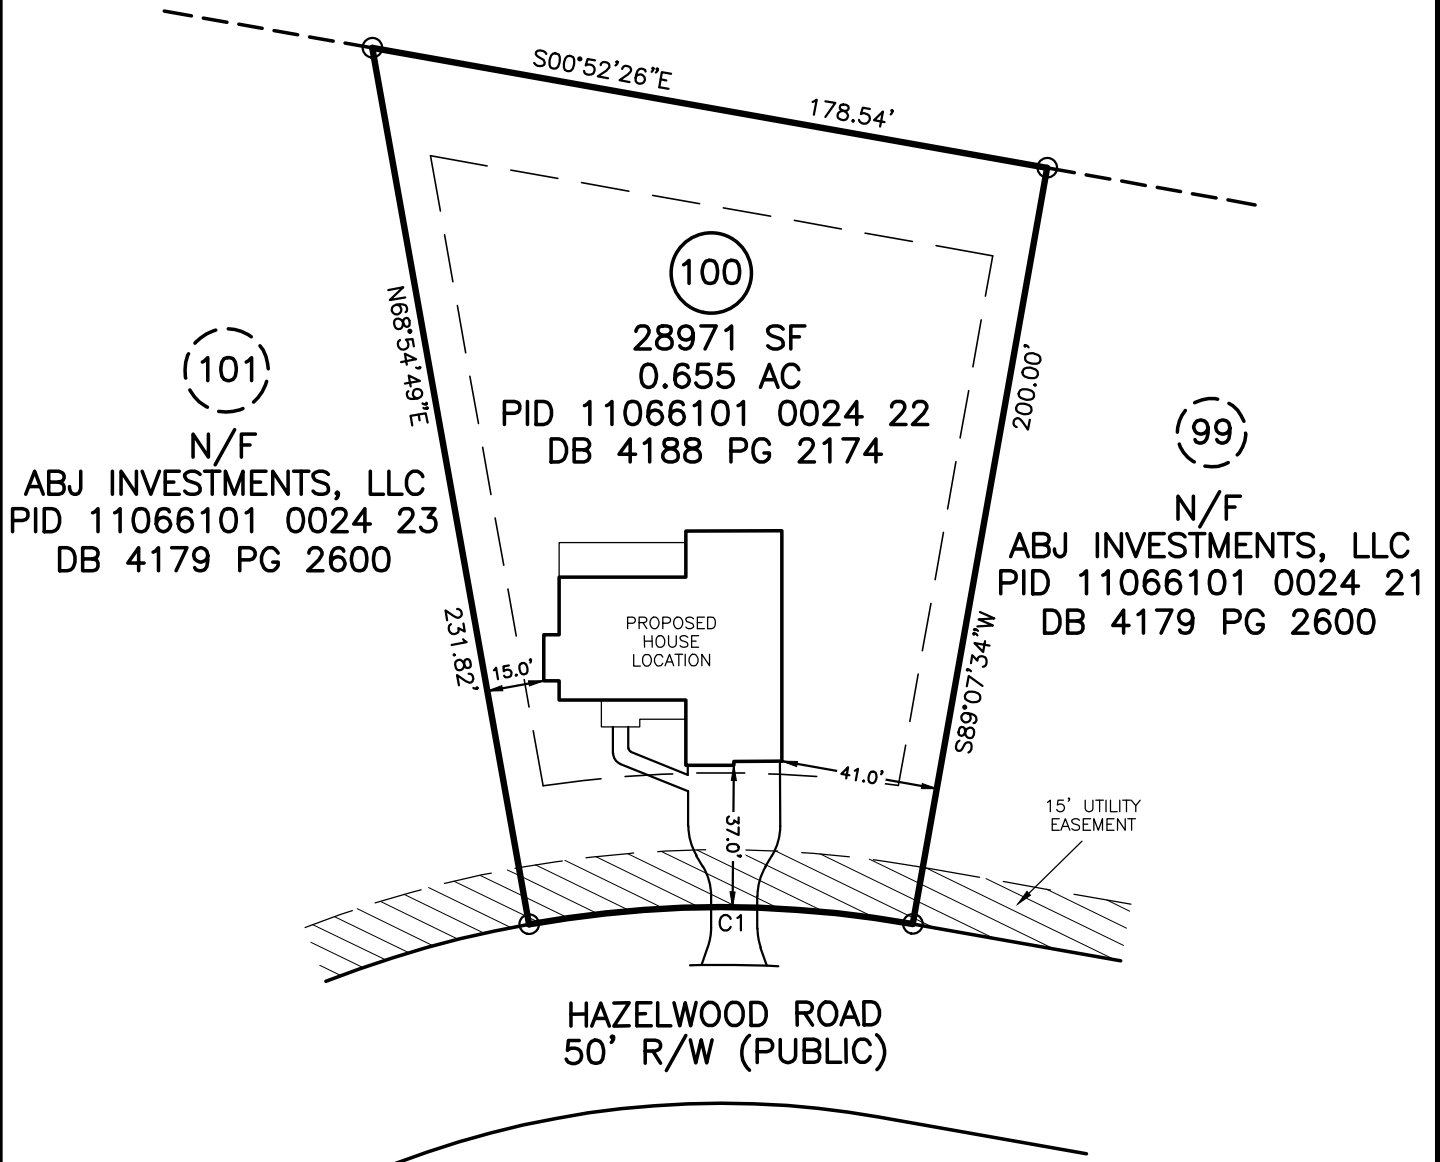 S00°52'26"E
178.54'
100
28971 SF
0.655 AC
PID 11066101 0024 22
DB 4188 PG 2174
N68°54'49"E
231.82'
101
N/F
ABJ INVESTMENTS, LLC
PID 11066101 0024 23
DB 4179 PG 2600
200.00'
S89°07'34"W
99
N/F
ABJ INVESTMENTS, LLC
PID 11066101 0024 21
DB 4179 PG 2600
PROPOSED
HOUSE
LOCATION
15.0'
41.0'
37.0'
15' UTILITY
EASEMENT
C1
HAZELWOOD ROAD
50' R/W (PUBLIC)